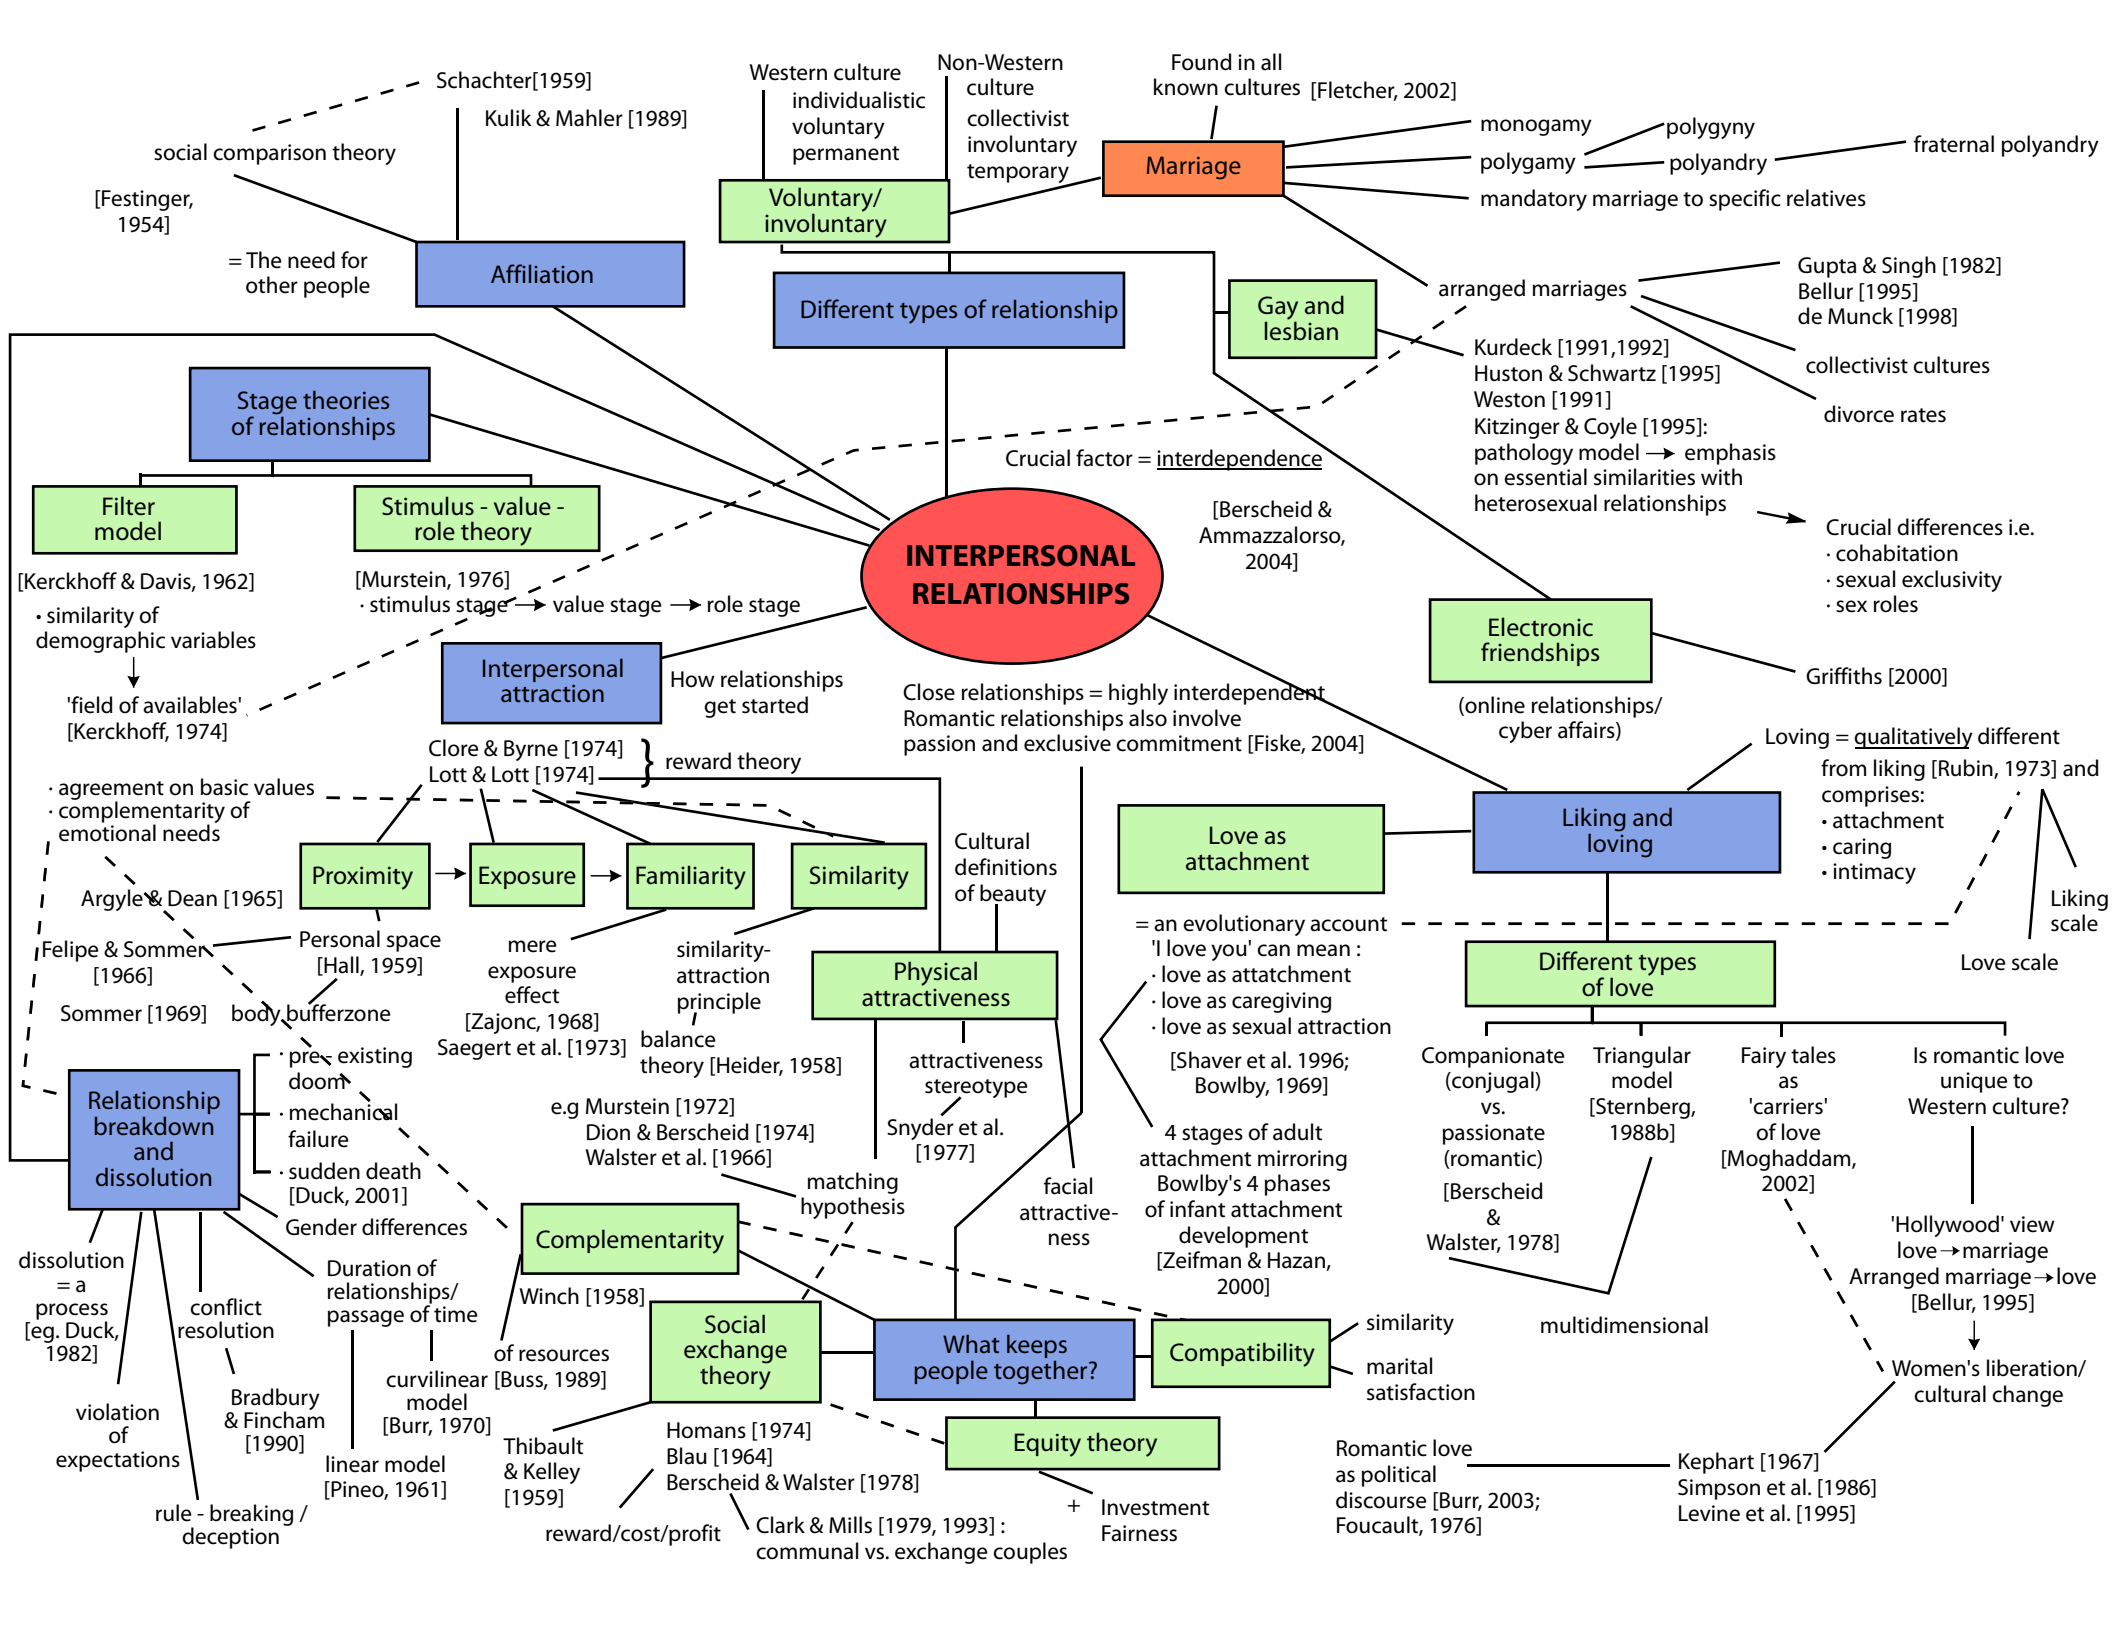 Schachter[1959]
Kulik & Mahler [1989]
social comparison theory
[Festinger,
1954]
= The need for
other people
Affiliation
Western culture
individualistic
voluntary
permanent
Non-Western
culture
collectivist
involuntary
temporary
Voluntary/
involuntary
Different types of relationship
Found in all
known cultures [Fletcher, 2002]
Marriage
monogamy
polygamy
polygyny
polyandry
fraternal polyandry
mandatory marriage to specific relatives
arranged marriages
Gupta & Singh [1982]
Bellur [1995]
de Munck [1998]
collectivist cultures
divorce rates
Gay and
lesbian
Kurdeck [1991,1992]
Huston & Schwartz [1995]
Weston [1991]
Kitzinger & Coyle [1995]:
pathology model → emphasis
on essential similarities with
heterosexual relationships
Crucial differences i.e.
· cohabitation
· sexual exclusivity
· sex roles
Stage theories
of relationships
Filter
model
Stimulus - value -
role theory
[Kerckhoff & Davis, 1962]
• similarity of
demographic variables
'field of availables'
[Kerckhoff, 1974]
[Murstein, 1976]
· stimulus stage → value stage → role stage
Crucial factor = interdependence
[Berscheid &
Ammazzalorso,
2004]
INTERPERSONAL
RELATIONSHIPS
Electronic
friendships
(online relationships/
cyber affairs)
Griffiths [2000]
Interpersonal
attraction
How relationships
get started
Close relationships = highly interdependent
Romantic relationships also involve
passion and exclusive commitment [Fiske, 2004]
Clore & Byrne [1974]
Lott & Lott [1974]
} reward theory
· agreement on basic values
· complementarity of
emotional needs
Proximity → Exposure → Familiarity
Similarity
Argyle & Dean [1965]
Felipe & Sommer
[1966]
Sommer [1969]
Personal space
[Hall, 1959]
body bufferzone
mere
exposure
effect
[Zajonc, 1968]
Saegert et al. [1973]
similarity-
attraction
principle
balance
theory [Heider, 1958]
Cultural
definitions
of beauty
Physical
attractiveness
attractiveness
stereotype
Snyder et al.
[1977]
e.g Murstein [1972]
Dion & Berscheid [1974]
Walster et al. [1966]
matching
hypothesis
facial
attractive-
ness
Love as
attachment
Liking and
loving
Loving = qualitatively different
from liking [Rubin, 1973] and
comprises:
• attachment
• caring
• intimacy
Liking
scale
Love scale
= an evolutionary account
'I love you' can mean :
· love as attatchment
· love as caregiving
· love as sexual attraction
[Shaver et al. 1996;
Bowlby, 1969]
4 stages of adult
attachment mirroring
Bowlby's 4 phases
of infant attachment
development
[Zeifman & Hazan,
2000]
Different types
of love
Companionate
(conjugal)
vs.
passionate
(romantic)
[Berscheid
&
Walster, 1978]
Triangular
model
[Sternberg,
1988b]
multidimensional
Fairy tales
as
'carriers'
of love
[Moghaddam,
2002]
Is romantic love
unique to
Western culture?
'Hollywood' view
love→marriage
Arranged marriage→love
[Bellur, 1995]
Women's liberation/
cultural change
Kephart [1967]
Simpson et al. [1986]
Levine et al. [1995]
Romantic love
as political
discourse [Burr, 2003;
Foucault, 1976]
Relationship
breakdown
and
dissolution
· pre- existing
doom
· mechanical
failure
· sudden death
[Duck, 2001]
Gender differences
Duration of
relationships/
passage of time
dissolution
= a
process
[eg. Duck,
1982]
violation
of
expectations
rule - breaking /
deception
conflict
resolution
Bradbury
& Fincham
[1990]
linear model
[Pineo, 1961]
curvilinear
model
[Burr, 1970]
Complementarity
Winch [1958]
of resources
[Buss, 1989]
Social
exchange
theory
What keeps
people together?
Compatibility
similarity
marital
satisfaction
Equity theory
+ Investment
Fairness
Thibault
& Kelley
[1959]
Homans [1974]
Blau [1964]
Berscheid & Walster [1978]
reward/cost/profit
Clark & Mills [1979, 1993] :
communal vs. exchange couples